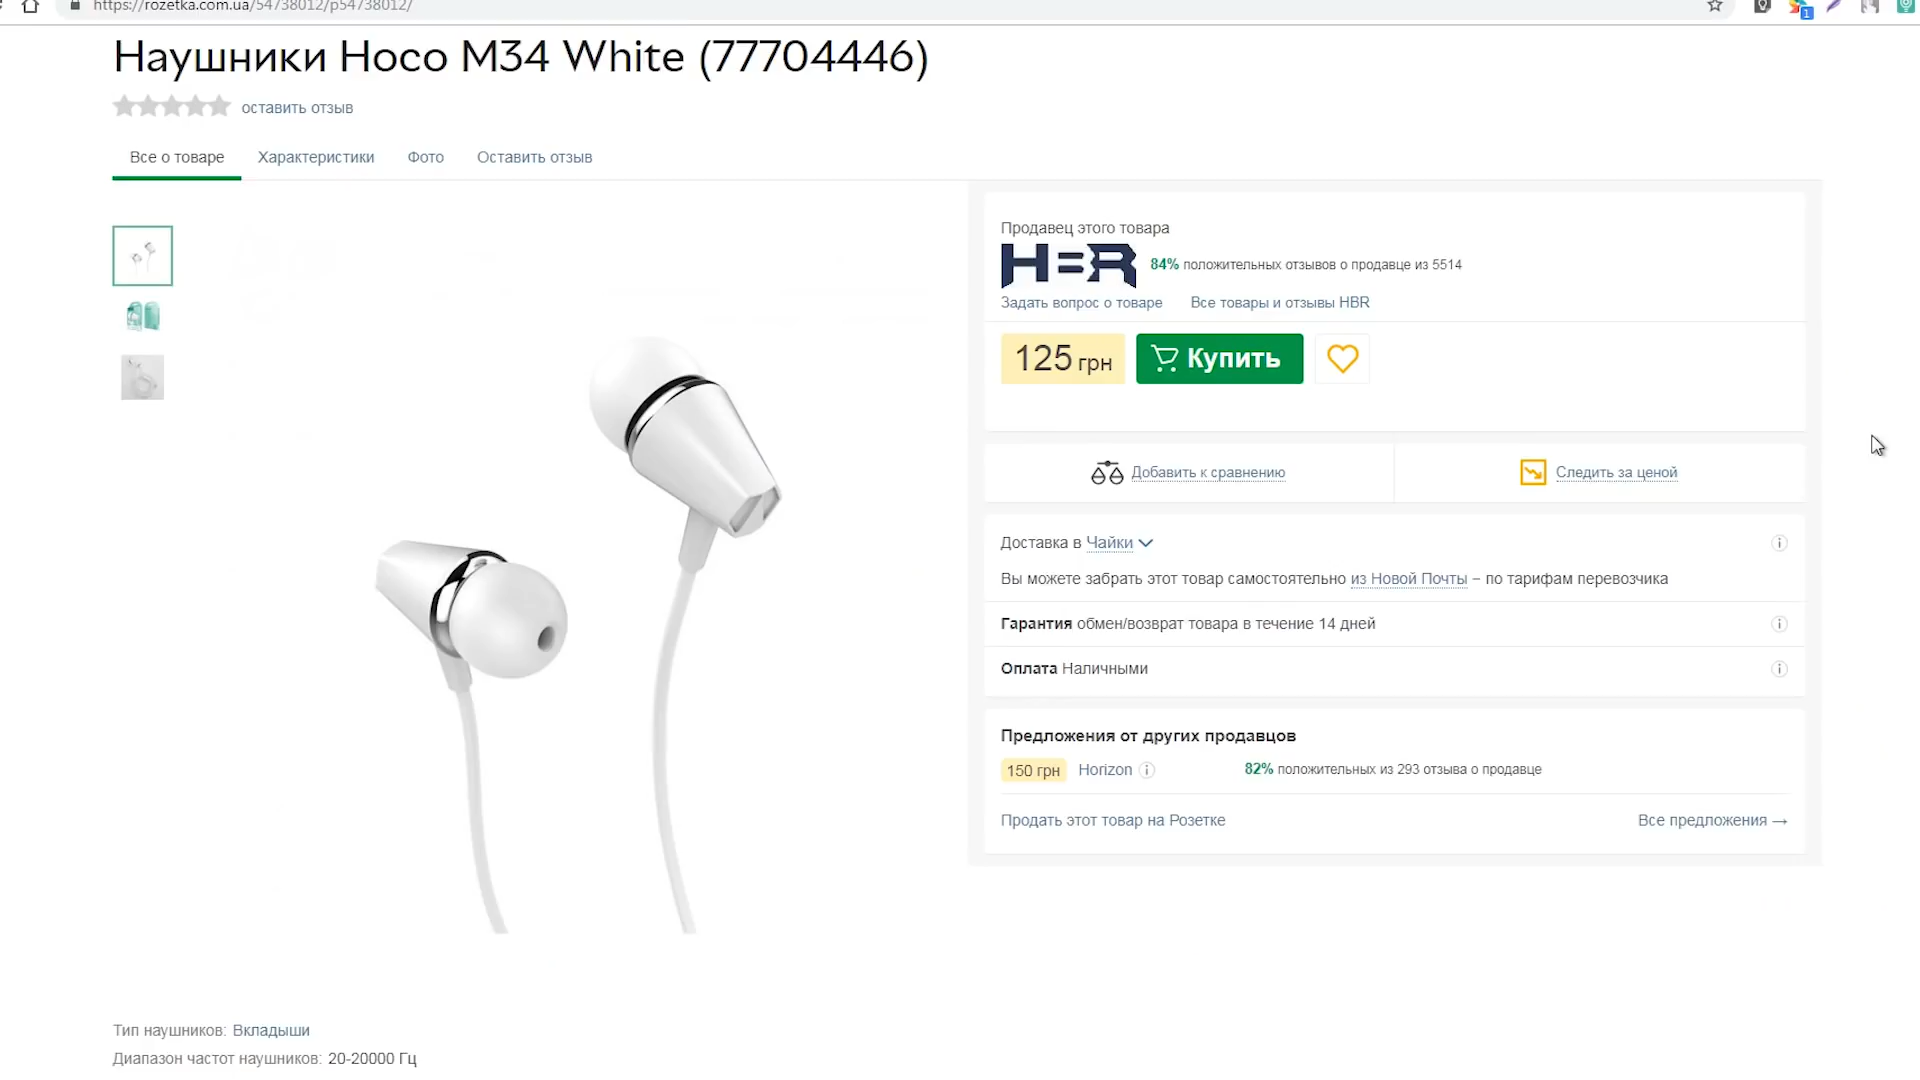 https://rozetka.com.ua/54738012/p54738012/
1
Наушники Hoco M34 White (77704446)
оставить отзыв
Все о товаре
Характеристики
Фото
Оставить отзыв
Продавец этого товара
HBR
84% положительных отзывов о продавце из 5514
Задать вопрос о товаре
Все товары и отзывы HBR
125 грн
Купить
Добавить к сравнению
Следить за ценой
Доставка в Чайки
Вы можете забрать этот товар самостоятельно из Новой Почты – по тарифам перевозчика
Гарантия обмен/возврат товара в течение 14 дней
Оплата Наличными
Предложения от других продавцов
150 грн Horizon 82% положительных из 293 отзыва о продавце
Продать этот товар на Розетке
Все предложения →
Тип наушников: Вкладыши
Диапазон частот наушников: 20-20000 Гц